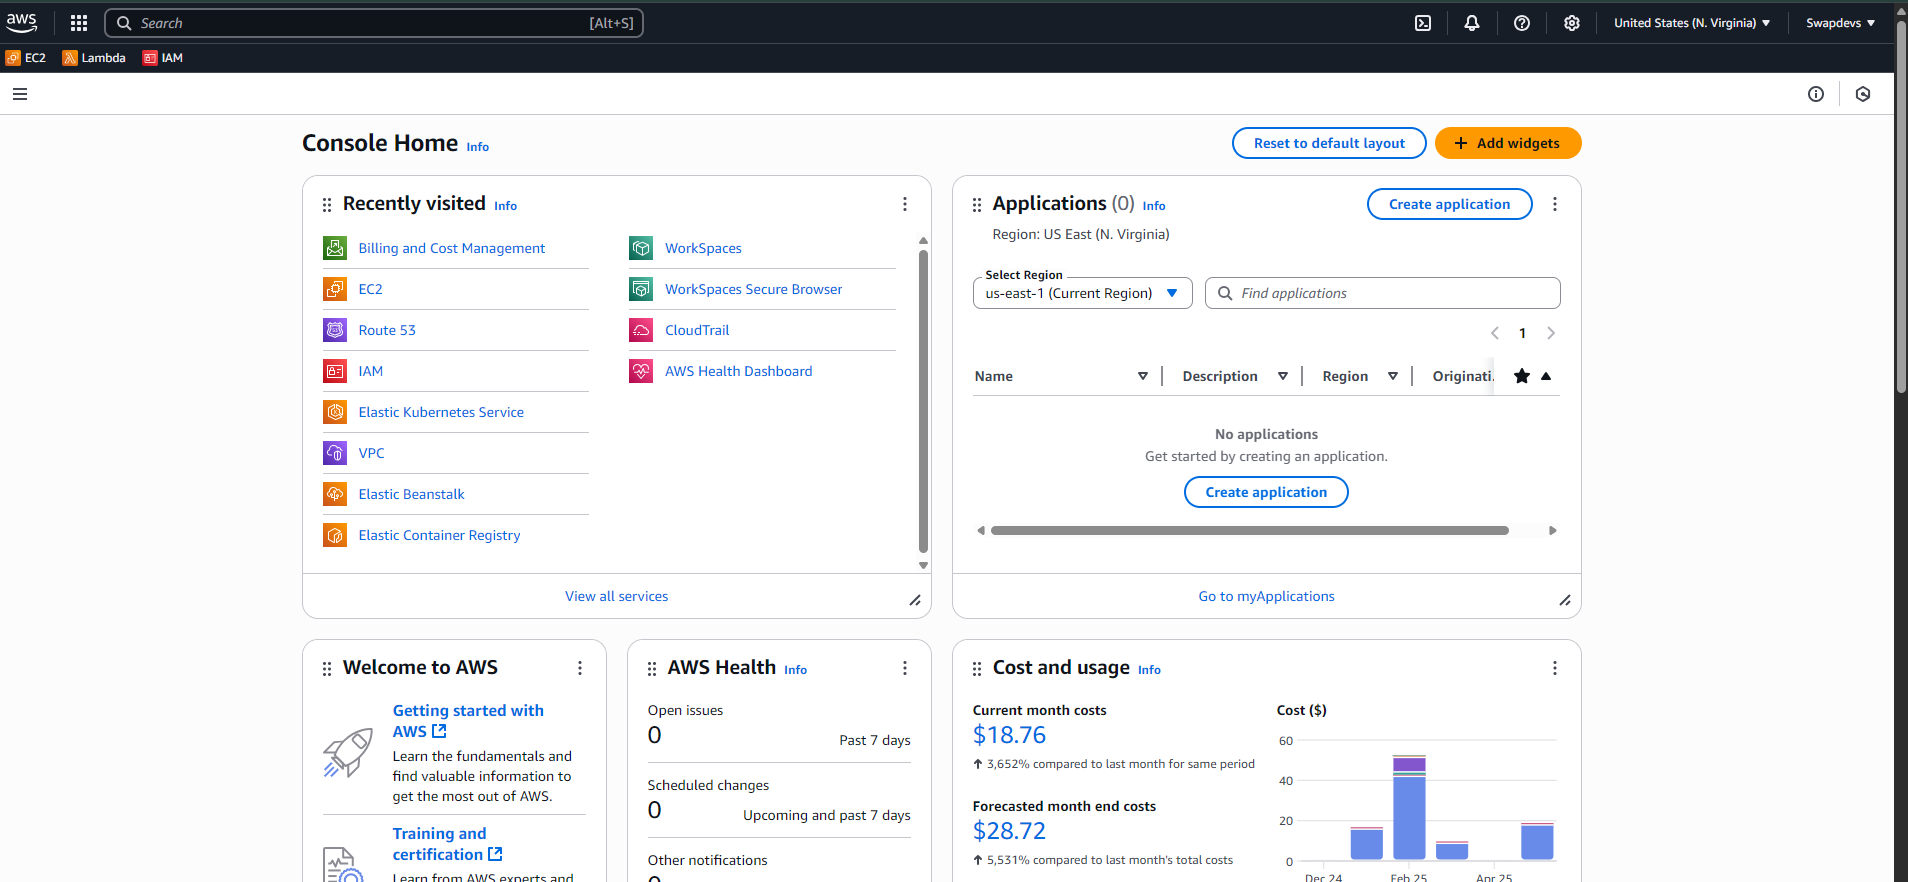 aws
Search
[Alt+S]
United States (N. Virginia)
Swapdevs
EC2
Lambda
IAM
Console Home Info
Reset to default layout
Add widgets
Recently visited Info
Billing and Cost Management
EC2
Route 53
IAM
Elastic Kubernetes Service
VPC
Elastic Beanstalk
Elastic Container Registry
WorkSpaces
WorkSpaces Secure Browser
CloudTrail
AWS Health Dashboard
View all services
Applications (0) Info
Create application
Region: US East (N. Virginia)
Select Region
us-east-1 (Current Region)
Find applications
1
Name
Description
Region
Originati
No applications
Get started by creating an application.
Create application
Go to myApplications
Welcome to AWS
Getting started with
AWS
Learn the fundamentals and
find valuable information to
get the most out of AWS.
Training and
certification
Learn from AWS experts and
AWS Health Info
Open issues
0
Past 7 days
Scheduled changes
0
Upcoming and past 7 days
Other notifications
0
Cost and usage Info
Current month costs
$18.76
3,652% compared to last month for same period
Forecasted month end costs
$28.72
5,531% compared to last month's total costs
Cost ($)
60
40
20
0
Dec 24
Feb 25
Apr 25